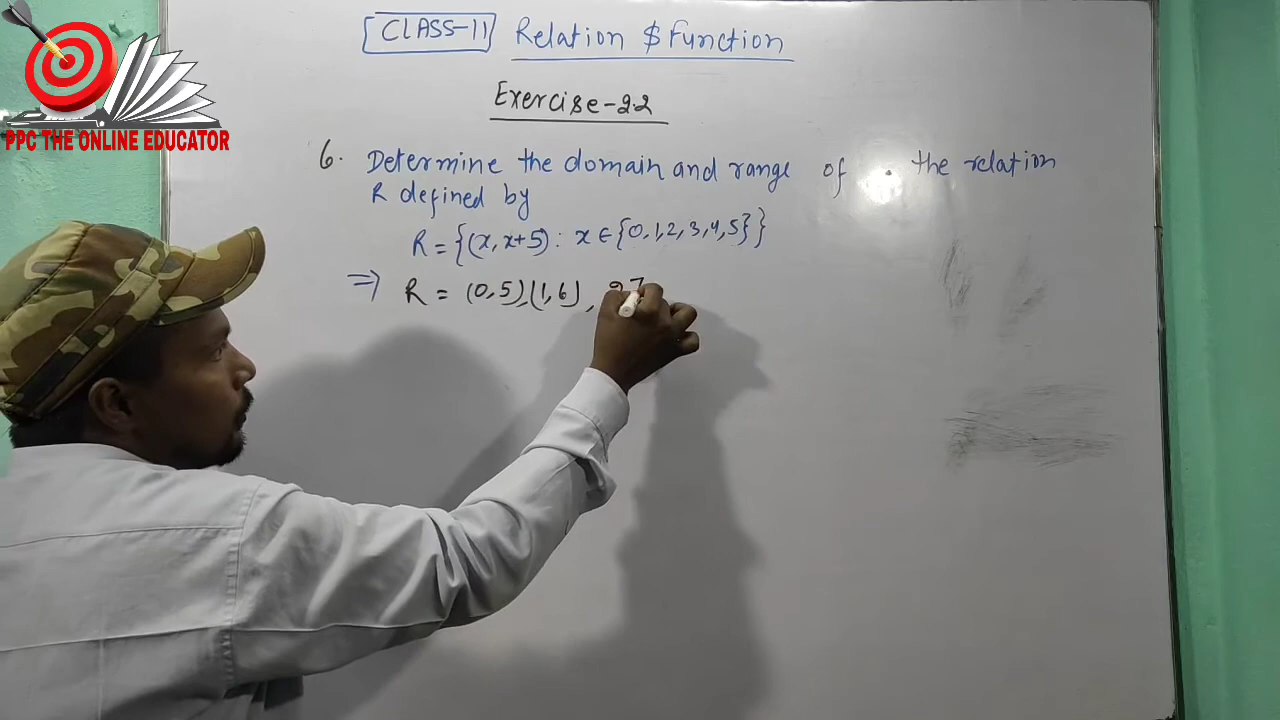 PPC THE ONLINE EDUCATOR
CLASS-11 Relation $ Function
Exercise-2.2
6. Determine the domain and range of the relation
R defined by
R = {(x, x+5) : x ∈ {0,1,2,3,4,5}}
⇒ R = (0,5),(1,6), 27